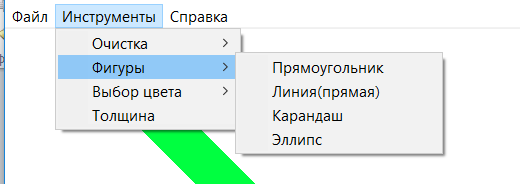 Файл Инструменты Справка
Очистка
Фигуры
Выбор цвета
Толщина
Прямоугольник
Линия(прямая)
Карандаш
Эллипс